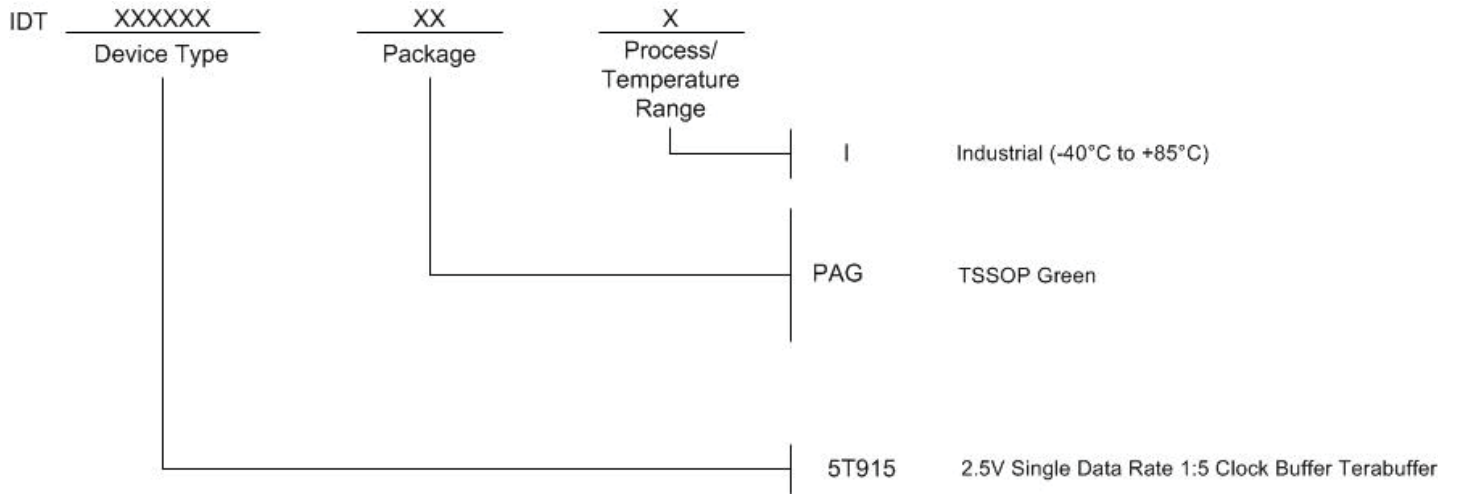 IDT XXXXXX XX X
Device Type Package Process/
Temperature
Range
I Industrial (-40°C to +85°C)
PAG TSSOP Green
5T915 2.5V Single Data Rate 1:5 Clock Buffer Terabuffer